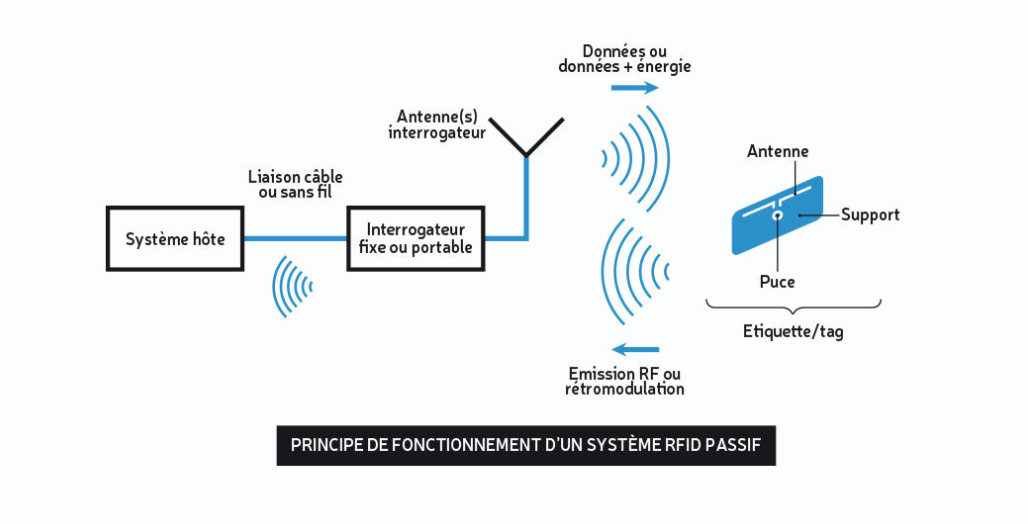 Données ou
données + énergie
Antenne(s)
interrogateur
Antenne
Liaison câble
ou sans fil
Support
Système hôte
Interrogateur
fixe ou portable
Puce
Etiquette/tag
Emission RF ou
rétromodulation
PRINCIPE DE FONCTIONNEMENT D'UN SYSTÈME RFID PASSIF